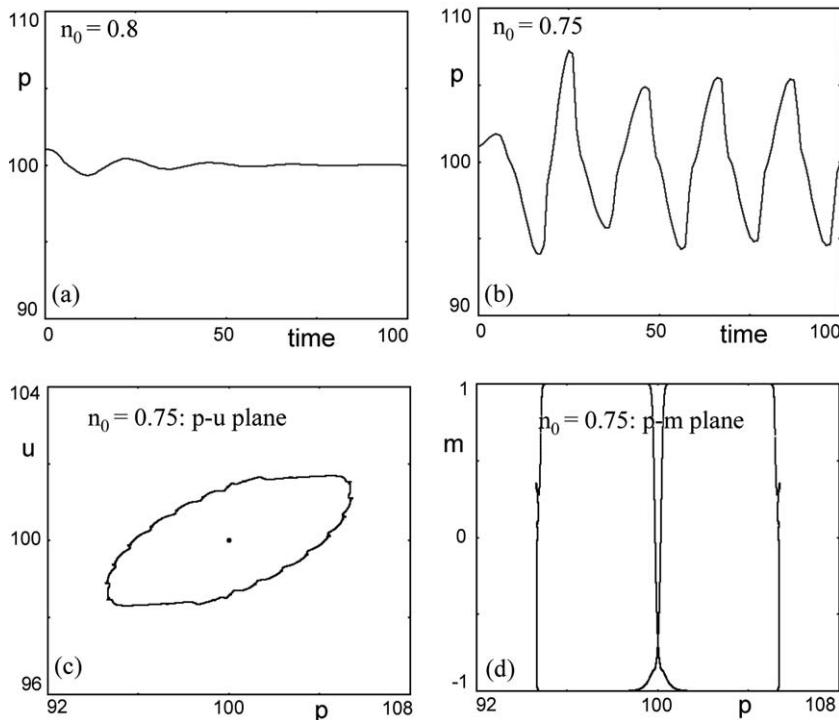 110
n0 = 0.8
p
100
90
(a)
0
50
100
time
110
n0 = 0.75
p
100
90
(b)
0
50
100
time
104
n0 = 0.75: p-u plane
u
100
96
(c)
92
100
p
108
1
n0 = 0.75: p-m plane
m
0
-1
(d)
92
100
p
108